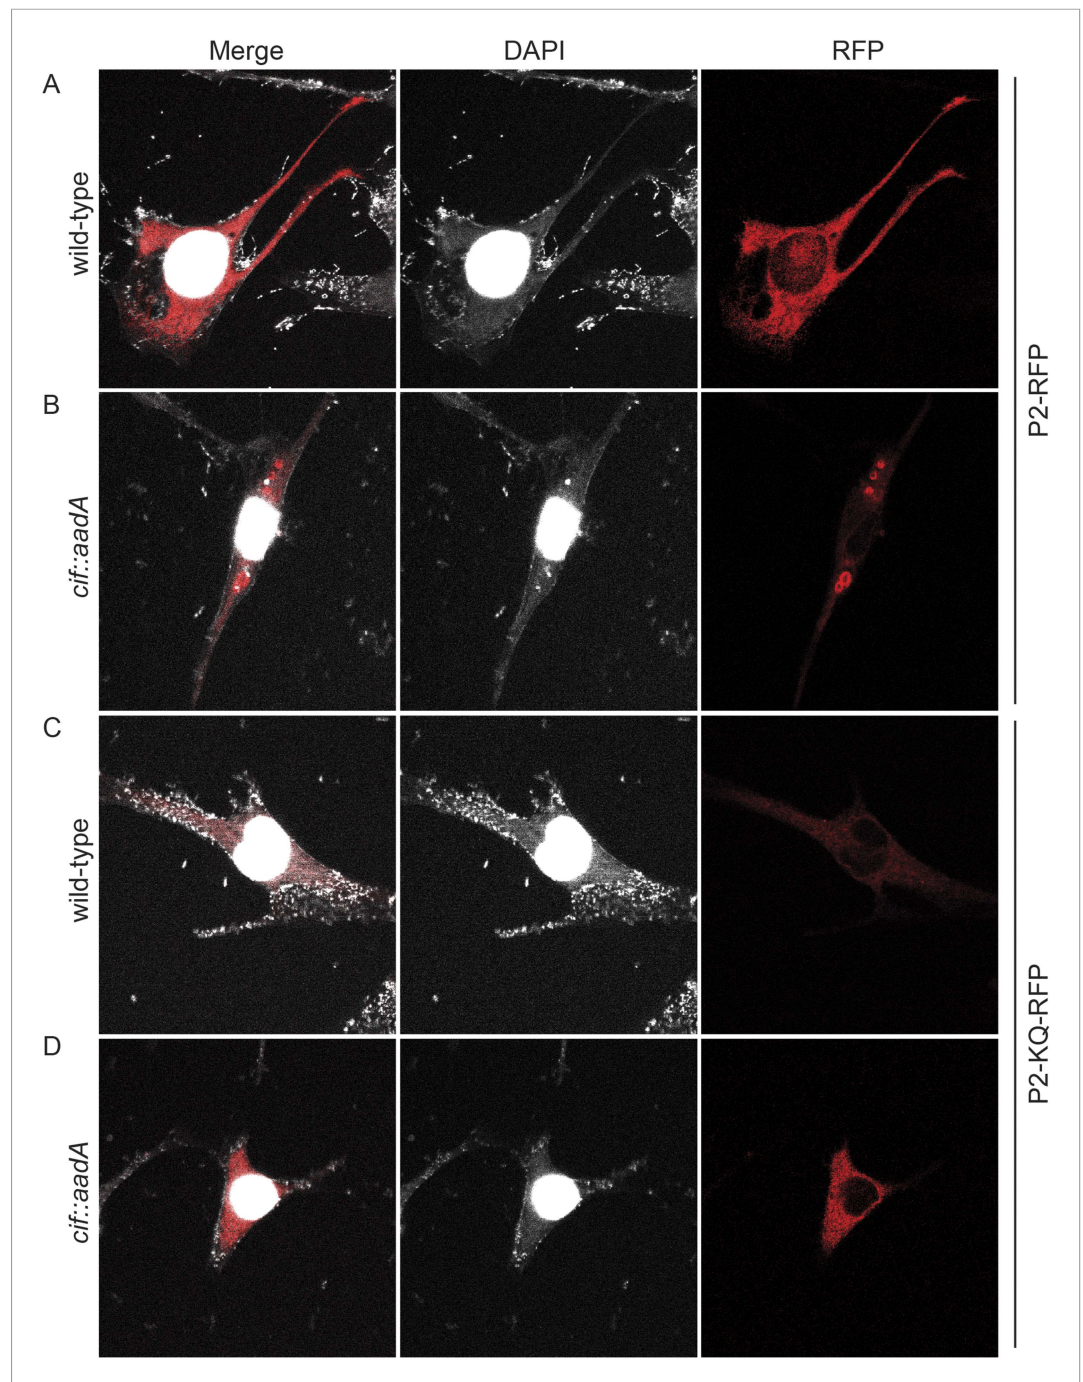 Merge DAPI RFP
A
wild-type
B
cif::aadA
P2-RFP
C
wild-type
D
cif::aadA
P2-KQ-RFP